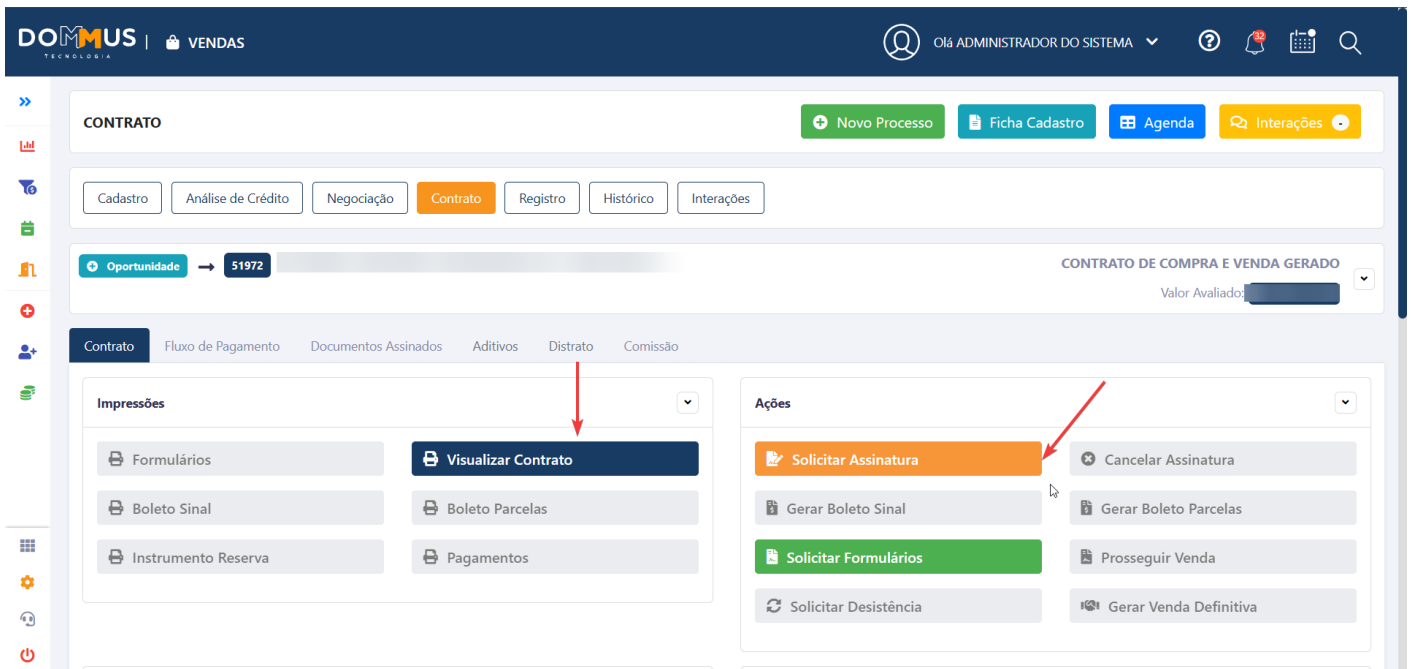 DOMMUS | VENDAS
TECNOLOGIA
Olá ADMINISTRADOR DO SISTEMA
32
CONTRATO
Novo Processo
Ficha Cadastro
Agenda
Interações -
Cadastro
Análise de Crédito
Negociação
Contrato
Registro
Histórico
Interações
Oportunidade
51972
CONTRATO DE COMPRA E VENDA GERADO
Valor Avaliado:
Contrato
Fluxo de Pagamento
Documentos Assinados
Aditivos
Distrato
Comissão
Impressões
Formulários
Visualizar Contrato
Boleto Sinal
Boleto Parcelas
Instrumento Reserva
Pagamentos
Ações
Solicitar Assinatura
Cancelar Assinatura
Gerar Boleto Sinal
Gerar Boleto Parcelas
Solicitar Formulários
Prosseguir Venda
Solicitar Desistência
Gerar Venda Definitiva